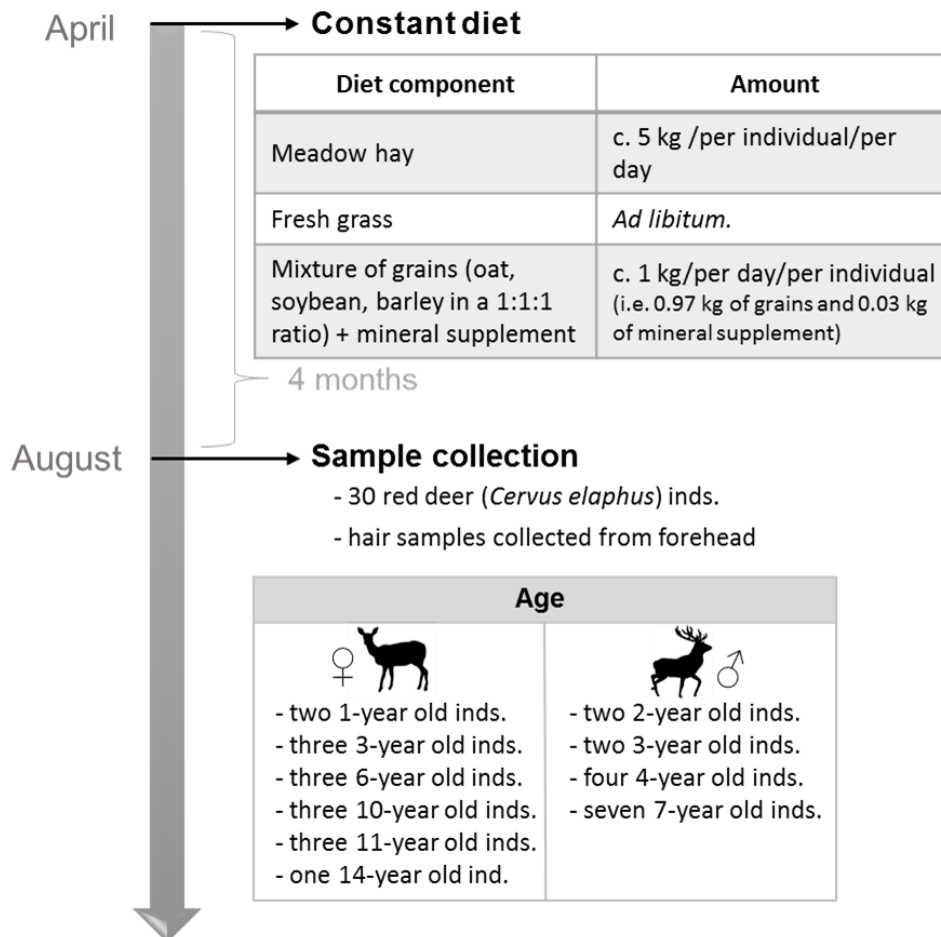 April
Constant diet
Diet component
Amount
Meadow hay
c. 5 kg /per individual/per
day
Fresh grass
Ad libitum.
Mixture of grains (oat,
soybean, barley in a 1:1:1
ratio) + mineral supplement
c. 1 kg/per day/per individual
(i.e. 0.97 kg of grains and 0.03 kg
of mineral supplement)
4 months
August
Sample collection
- 30 red deer (Cervus elaphus) inds.
- hair samples collected from forehead
Age
♀
- two 1-year old inds.
- three 3-year old inds.
- three 6-year old inds.
- three 10-year old inds.
- three 11-year old inds.
- one 14-year old ind.
♂
- two 2-year old inds.
- two 3-year old inds.
- four 4-year old inds.
- seven 7-year old inds.